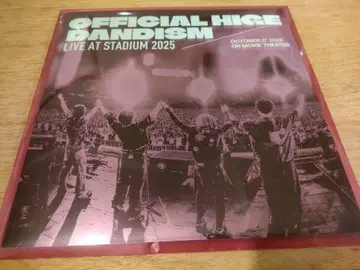 OFFICIAL HIGE
DANDISM
LIVE AT STADIUM 2025
OCTOBER 17 2025
ON MOVIE THEATER